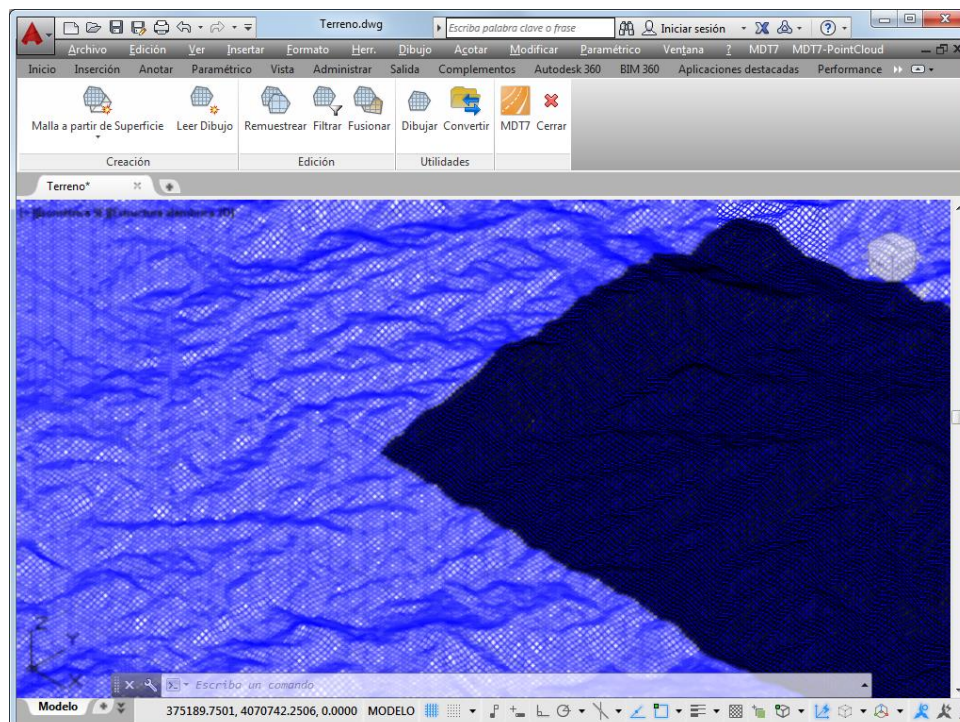 Terreno.dwg
Escriba palabra clave o frase
Iniciar sesión
Archivo Edición Ver Insertar Formato Herr. Dibujo Acotar Modificar Paramétrico Ventana ? MDT7 MDT7-PointCloud
Inicio Inserción Anotar Paramétrico Vista Administrar Salida Complementos Autodesk 360 BIM 360 Aplicaciones destacadas Performance
Malla a partir de Superficie Leer Dibujo Remuestrear Filtrar Fusionar Dibujar Convertir MDT7 Cerrar
Creación Edición Utilidades
Terreno*
Z
Y
X
Escriba un comando
Modelo 375189.7501, 4070742.2506, 0.0000 MODELO